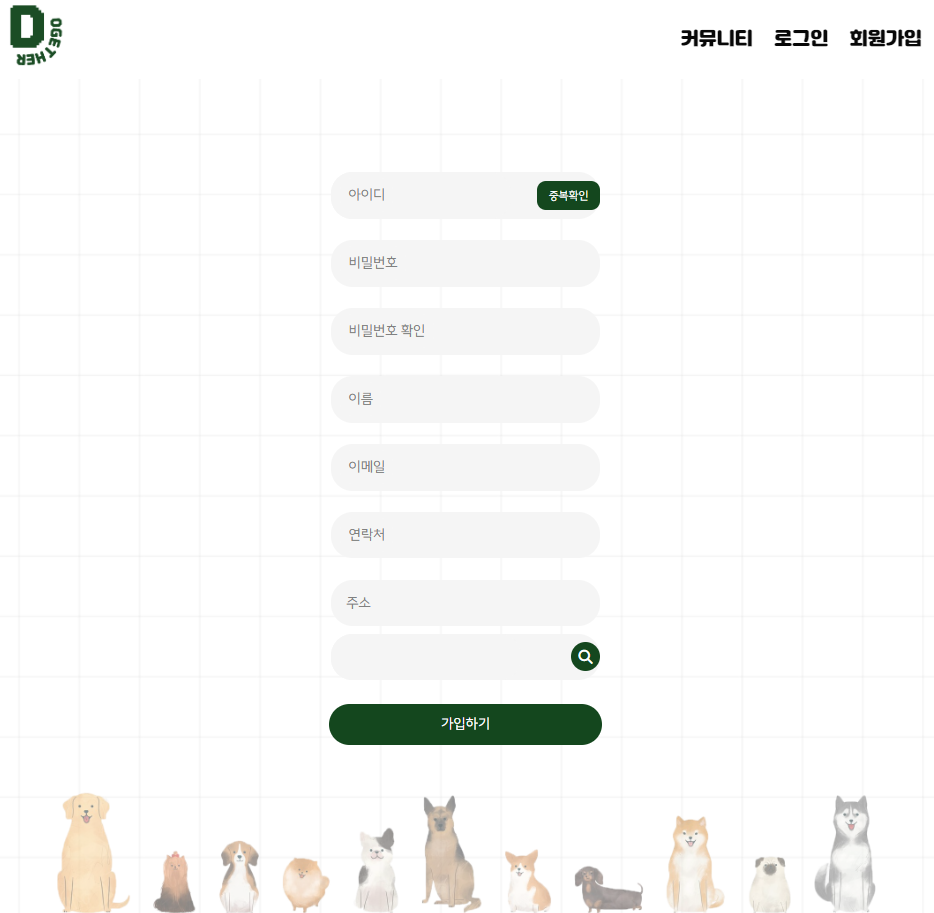 DOGETHER
커뮤니티 로그인 회원가입
아이디 중복확인
비밀번호
비밀번호 확인
이름
이메일
연락처
주소
가입하기